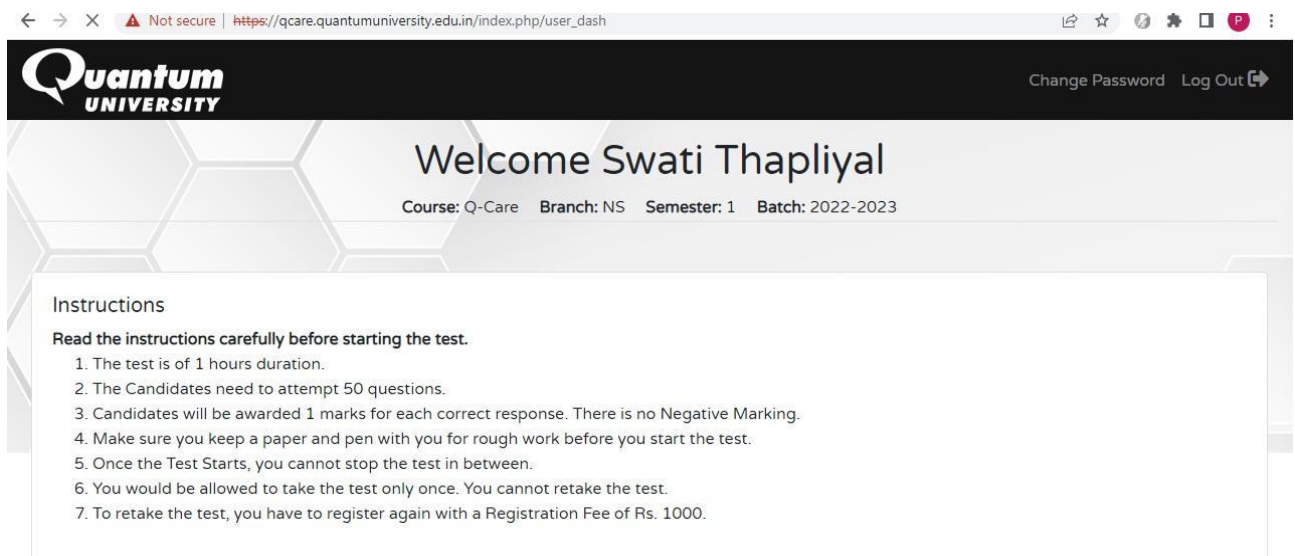 Not secure | https://qcare.quantumuniversity.edu.in/index.php/user_dash
P
Quantum
UNIVERSITY
Change Password Log Out
Welcome Swati Thapliyal
Course: Q-Care Branch: NS Semester: 1 Batch: 2022-2023
Instructions
Read the instructions carefully before starting the test.
1. The test is of 1 hours duration.
2. The Candidates need to attempt 50 questions.
3. Candidates will be awarded 1 marks for each correct response. There is no Negative Marking.
4. Make sure you keep a paper and pen with you for rough work before you start the test.
5. Once the Test Starts, you cannot stop the test in between.
6. You would be allowed to take the test only once. You cannot retake the test.
7. To retake the test, you have to register again with a Registration Fee of Rs. 1000.